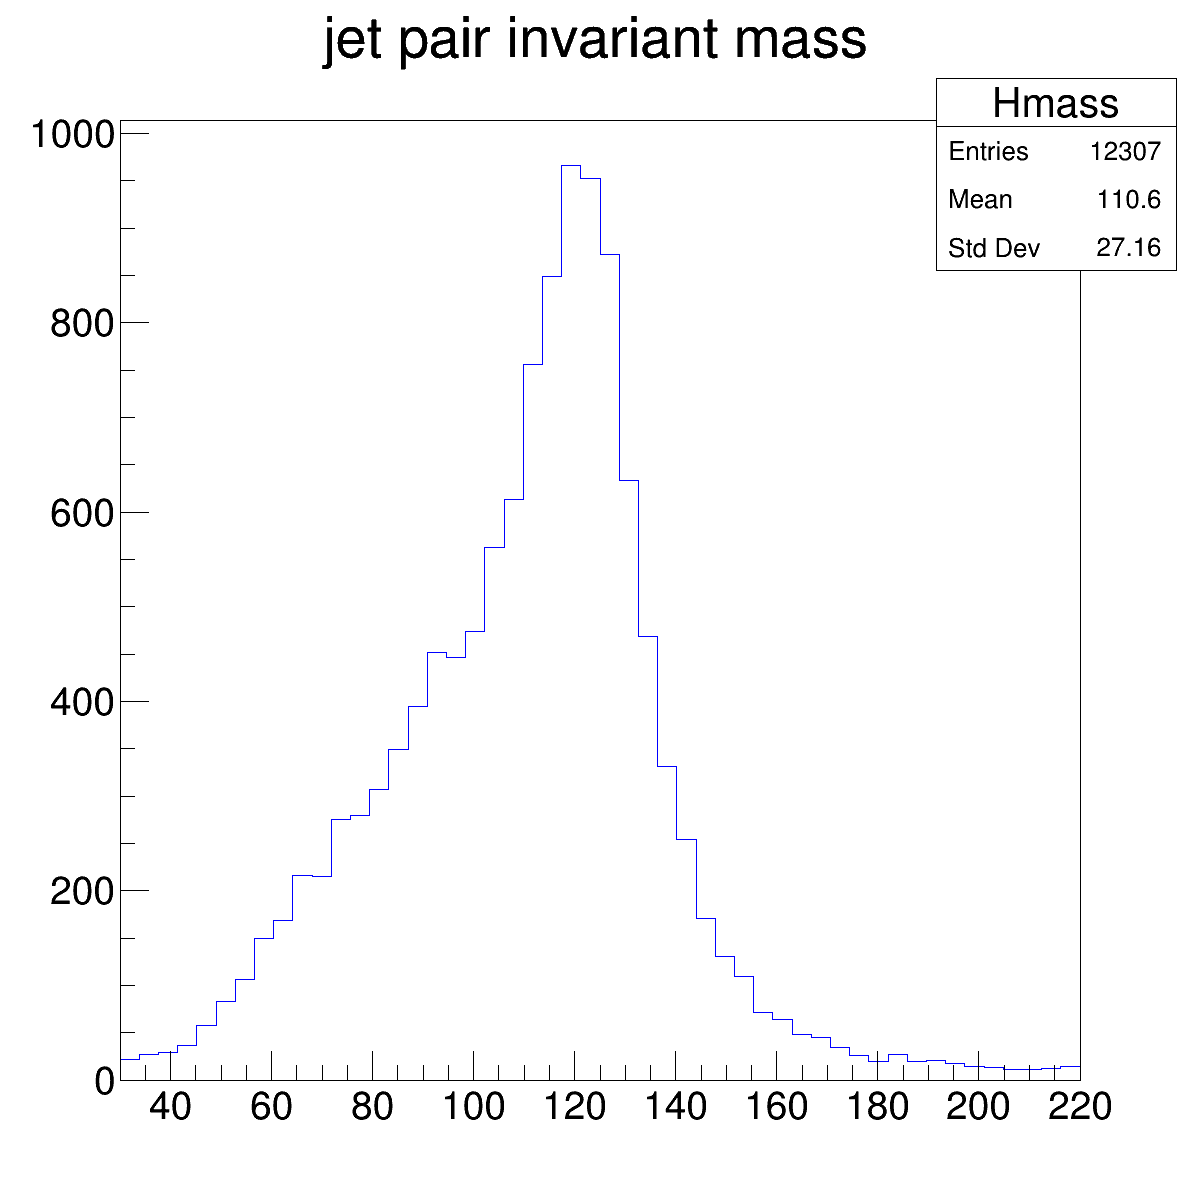 jet pair invariant mass
Hmass
Entries 12307
Mean 110.6
Std Dev 27.16
1000
800
600
400
200
0
40 60 80 100 120 140 160 180 200 220